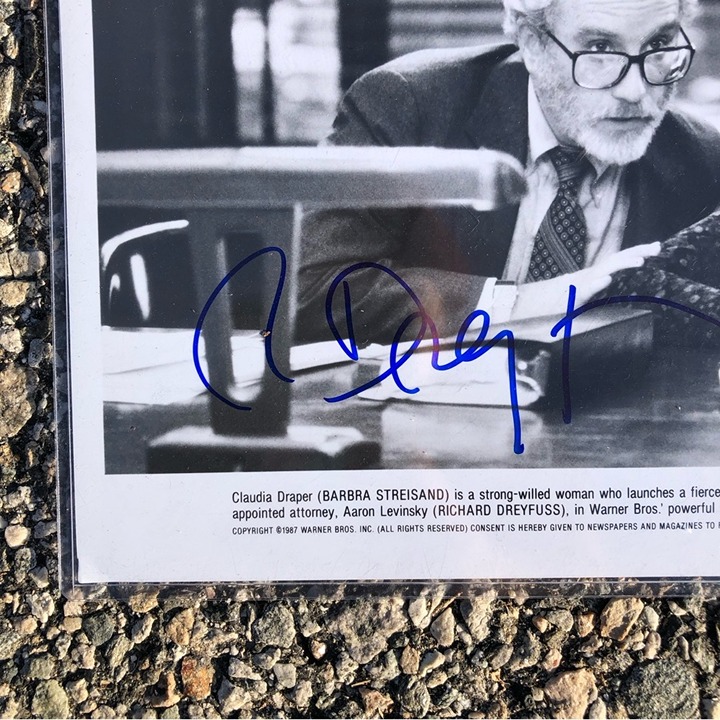 Claudia Draper (BARBRA STREISAND) is a strong-willed woman who launches a fierce
appointed attorney, Aaron Levinsky (RICHARD DREYFUSS), in Warner Bros.' powerful
COPYRIGHT ©1987 WARNER BROS. INC. (ALL RIGHTS RESERVED) CONSENT IS HEREBY GIVEN TO NEWSPAPERS AND MAGAZINES TO